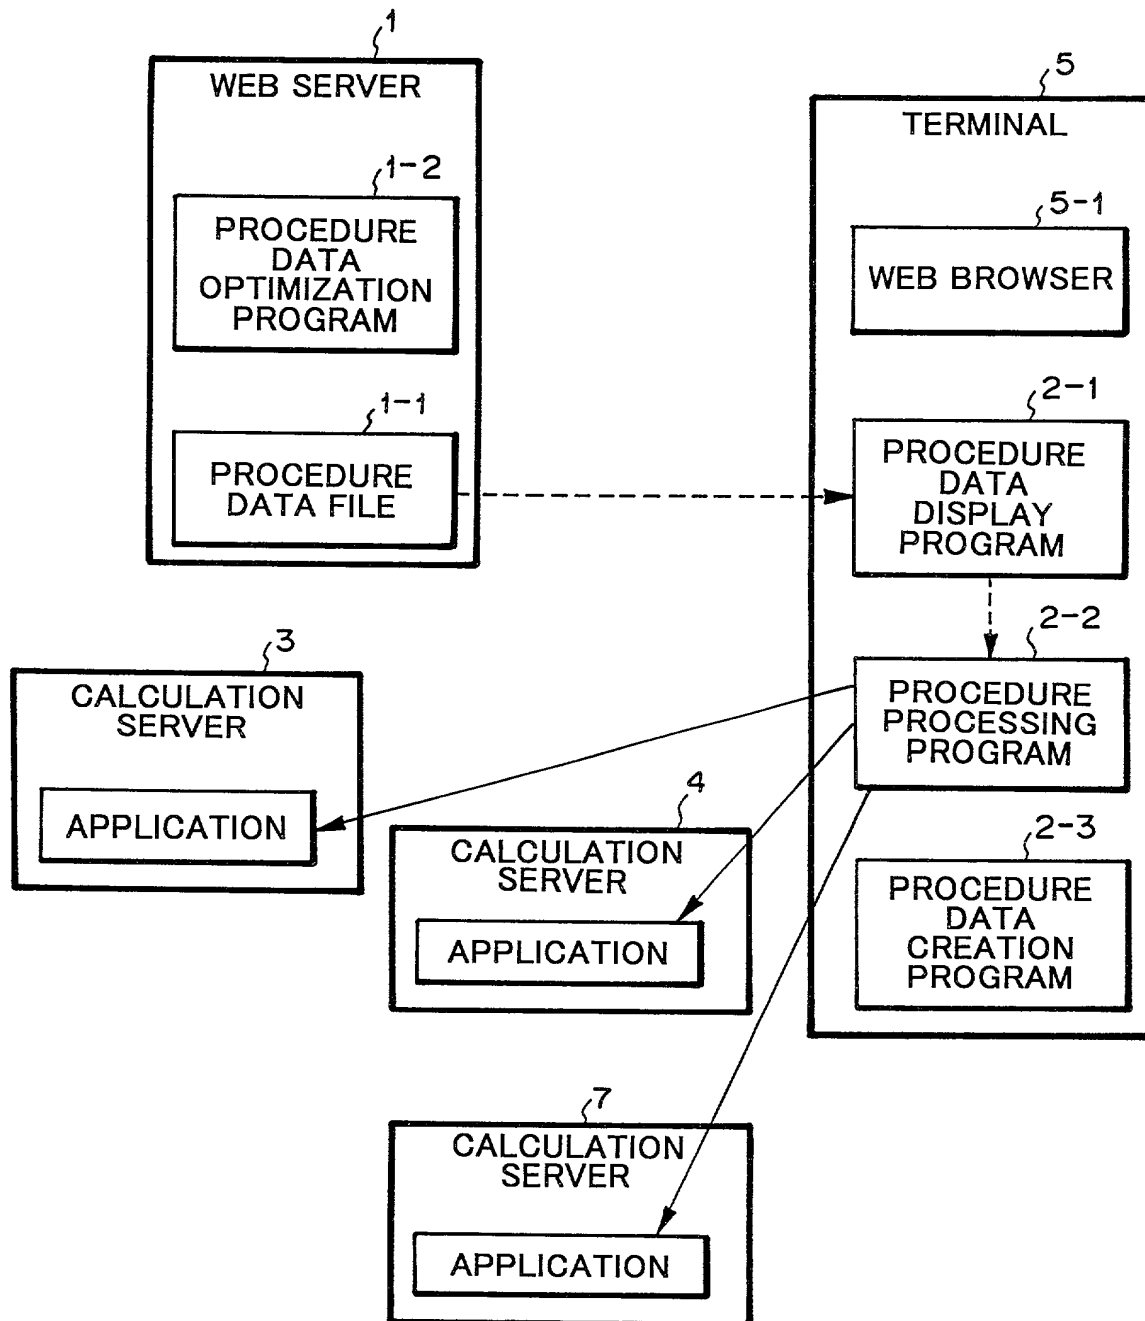 1
WEB SERVER
1-2
PROCEDURE
DATA
OPTIMIZATION
PROGRAM
1-1
PROCEDURE
DATA FILE
5
TERMINAL
5-1
WEB BROWSER
2-1
PROCEDURE
DATA
DISPLAY
PROGRAM
2-2
PROCEDURE
PROCESSING
PROGRAM
2-3
PROCEDURE
DATA
CREATION
PROGRAM
3
CALCULATION
SERVER
APPLICATION
4
CALCULATION
SERVER
APPLICATION
7
CALCULATION
SERVER
APPLICATION